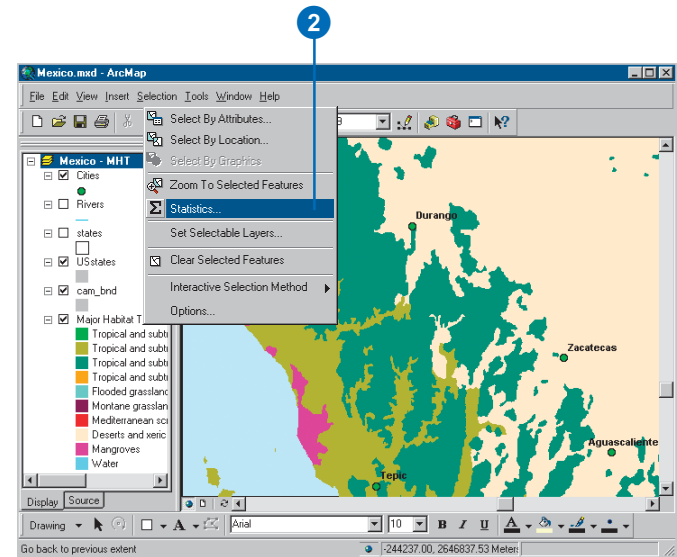 2
Mexico.mxd - ArcMap
File Edit View Insert Selection Tools Window Help
Select By Attributes...
Select By Location...
Select By Graphics
Zoom To Selected Features
Statistics...
Set Selectable Layers...
Clear Selected Features
Interactive Selection Method
Options...
Mexico - MHT
Cities
Rivers
states
USstates
cam_bnd
Major Habitat T
Tropical and subt
Tropical and subt
Tropical and subt
Tropical and subt
Flooded grassland
Montane grasslan
Mediterranean scr
Deserts and xeric
Mangroves
Water
Durango
Zacatecas
Aguascaliente
Tepic
Display Source
Drawing A Arial 10 B I U A
Go back to previous extent -244237.00, 2646837.53 Meters